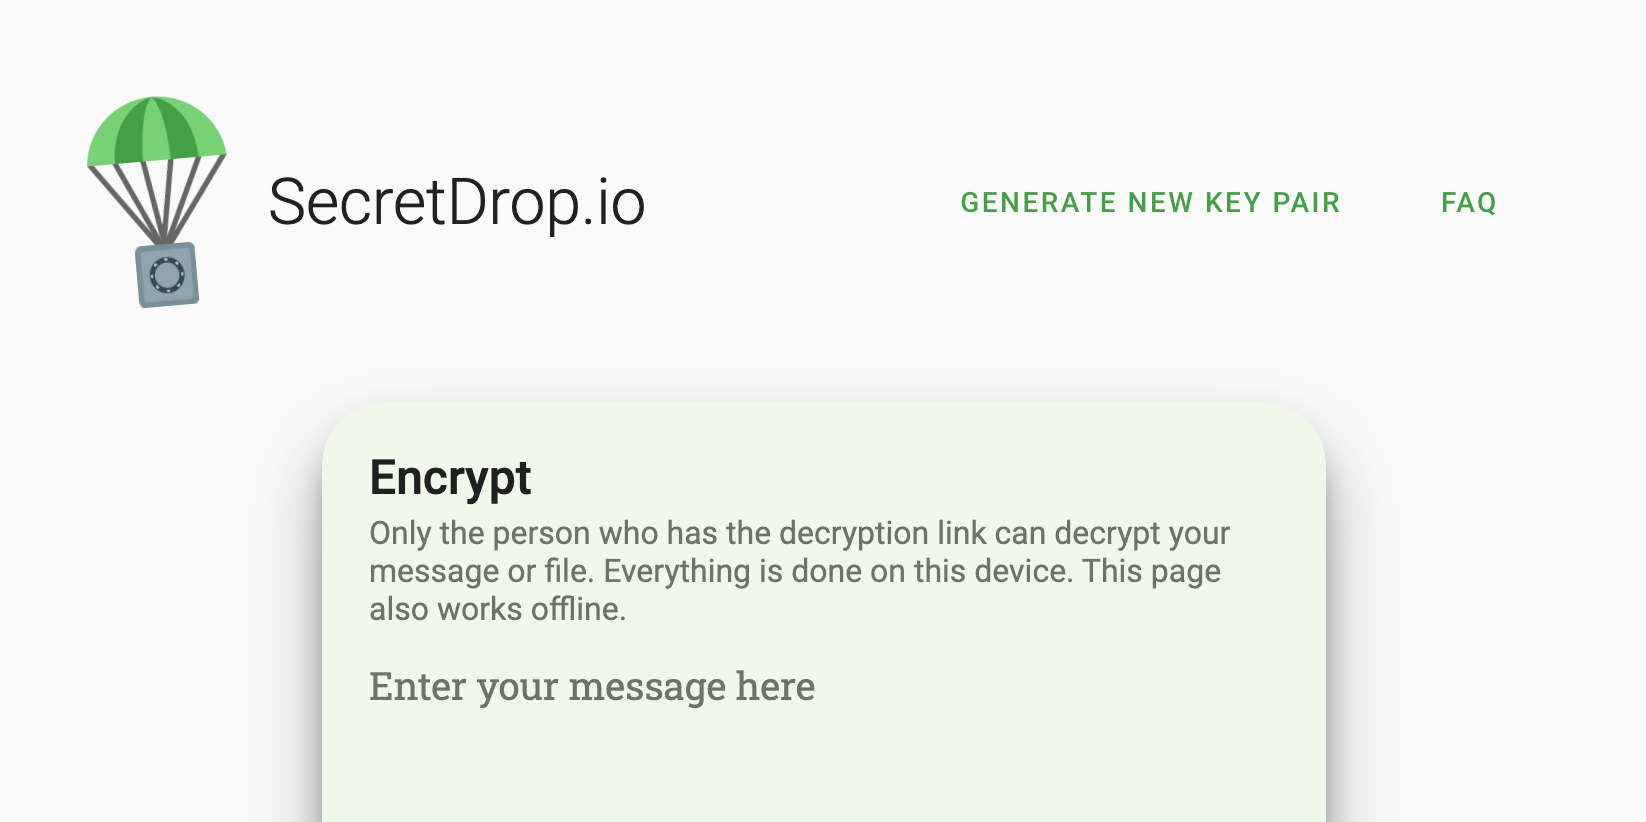 SecretDrop.io
GENERATE NEW KEY PAIR
FAQ
Encrypt
Only the person who has the decryption link can decrypt your
message or file. Everything is done on this device. This page
also works offline.
Enter your message here